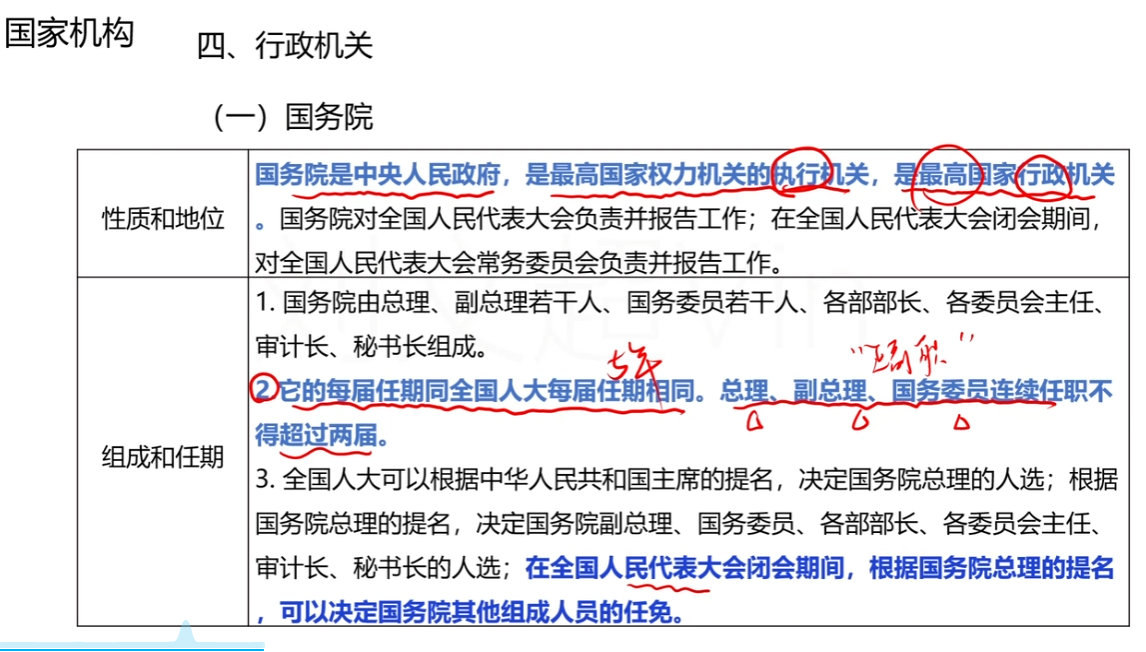 国家机构
四、行政机关
（一）国务院
性质和地位
国务院是中央人民政府，是最高国家权力机关的执行机关，是最高国家行政机关
。国务院对全国人民代表大会负责并报告工作；在全国人民代表大会闭会期间，
对全国人民代表大会常务委员会负责并报告工作。
组成和任期
1. 国务院由总理、副总理若干人、国务委员若干人、各部部长、各委员会主任、
审计长、秘书长组成。
5年
2.它的每届任期同全国人大每届任期相同。总理、副总理、国务委员连续任职不
得超过两届。
3. 全国人大可以根据中华人民共和国主席的提名，决定国务院总理的人选；根据
国务院总理的提名，决定国务院副总理、国务委员、各部部长、各委员会主任、
审计长、秘书长的人选；在全国人民代表大会闭会期间，根据国务院总理的提名
，可以决定国务院其他组成人员的任免。